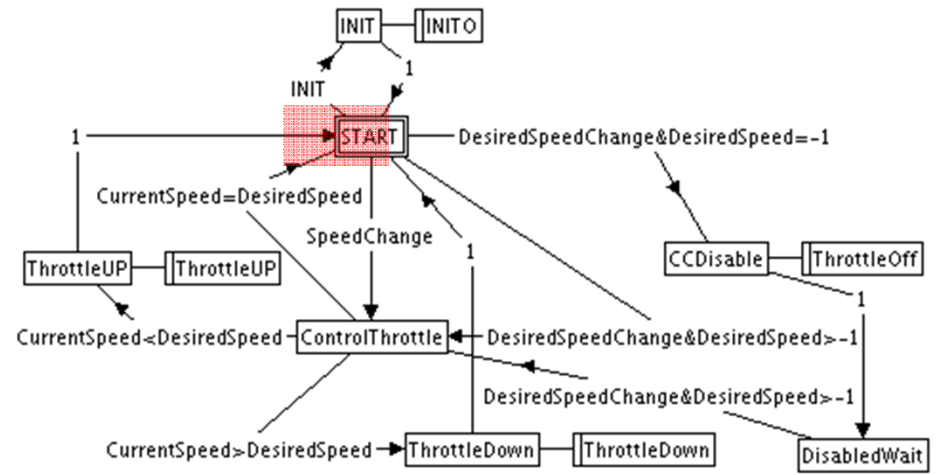 INIT
INITO
INIT
1
1
START
DesiredSpeedChange&DesiredSpeed=-1
CurrentSpeed=DesiredSpeed
SpeedChange
1
ThrottleUP
ThrottleUP
CCDisable
ThrottleOff
1
CurrentSpeed<DesiredSpeed
ControlThrottle
DesiredSpeedChange&DesiredSpeed>-1
DesiredSpeedChange&DesiredSpeed>-1
CurrentSpeed>DesiredSpeed
ThrottleDown
ThrottleDown
DisabledWait